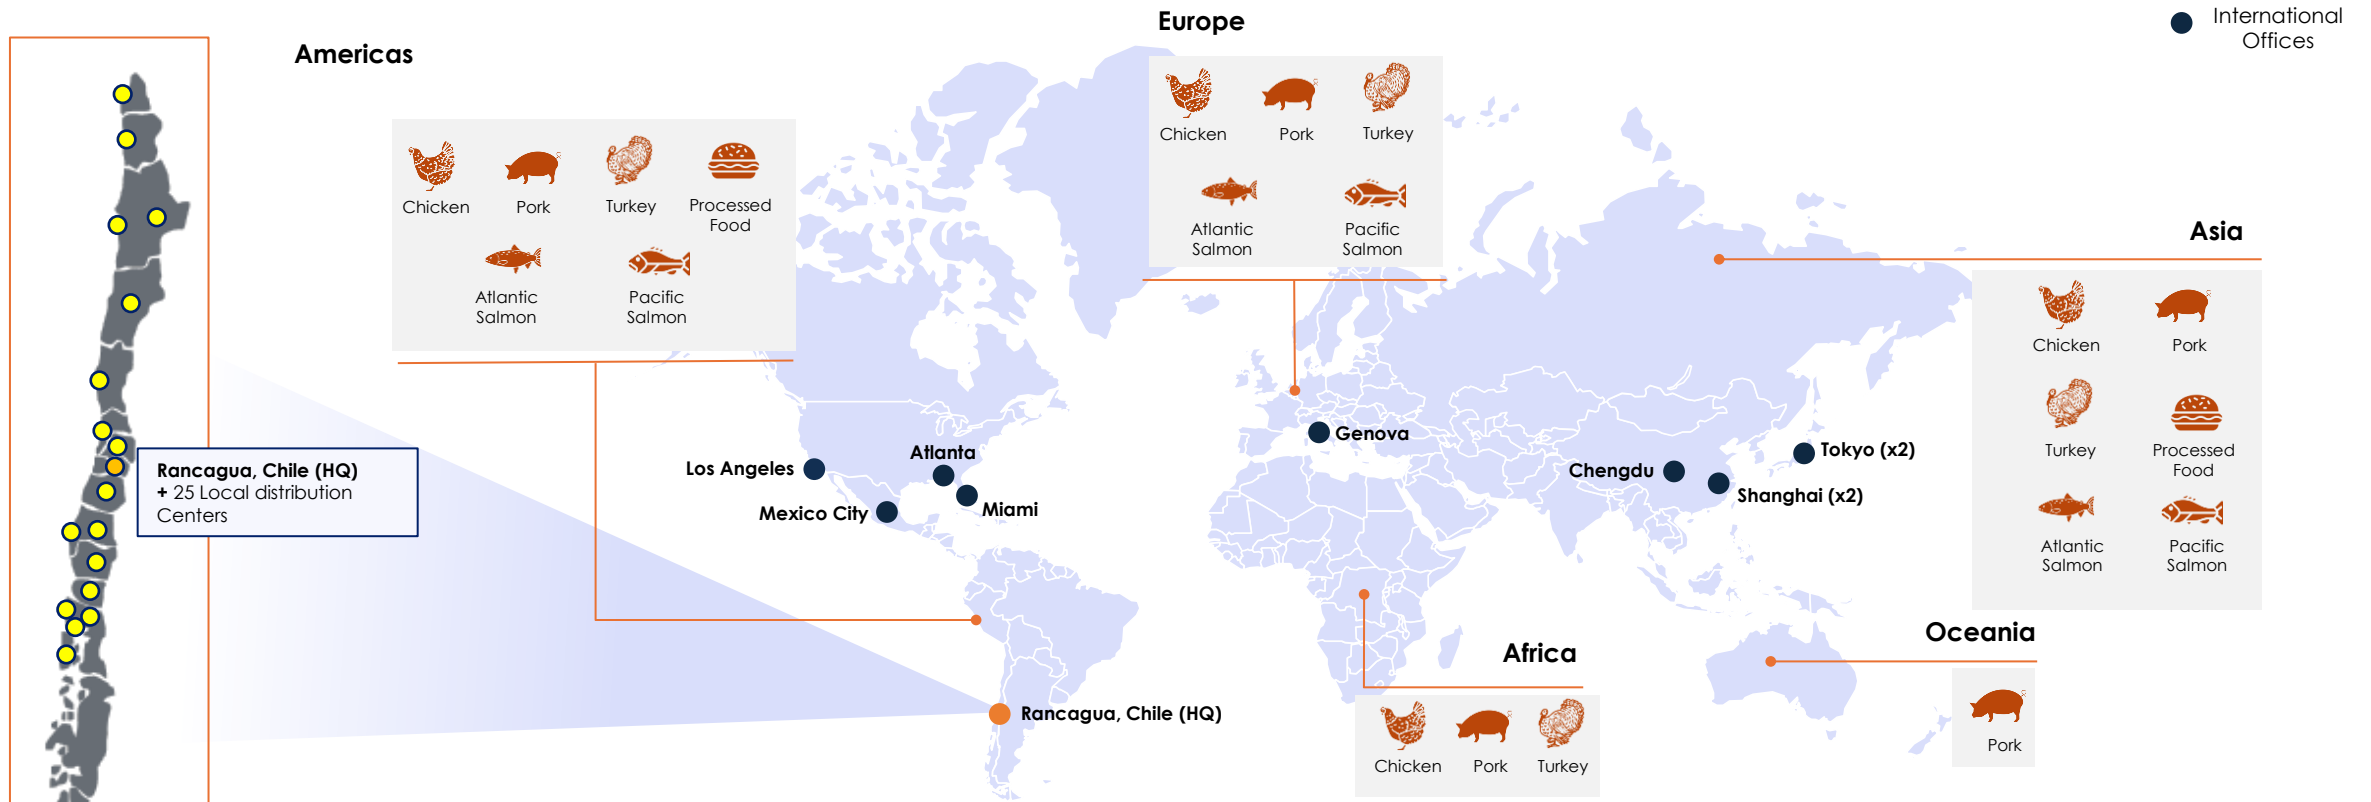 International
Offices
Europe
Americas
Chicken
Pork
Turkey
Atlantic
Salmon
Pacific
Salmon
Chicken
Pork
Turkey
Processed
Food
Atlantic
Salmon
Pacific
Salmon
Asia
Chicken
Pork
Turkey
Processed
Food
Atlantic
Salmon
Pacific
Salmon
Rancagua, Chile (HQ)
+ 25 Local distribution
Centers
Los Angeles
Atlanta
Mexico City
Miami
Genova
Chengdu
Tokyo (x2)
Shanghai (x2)
Rancagua, Chile (HQ)
Africa
Chicken
Pork
Turkey
Oceania
Pork